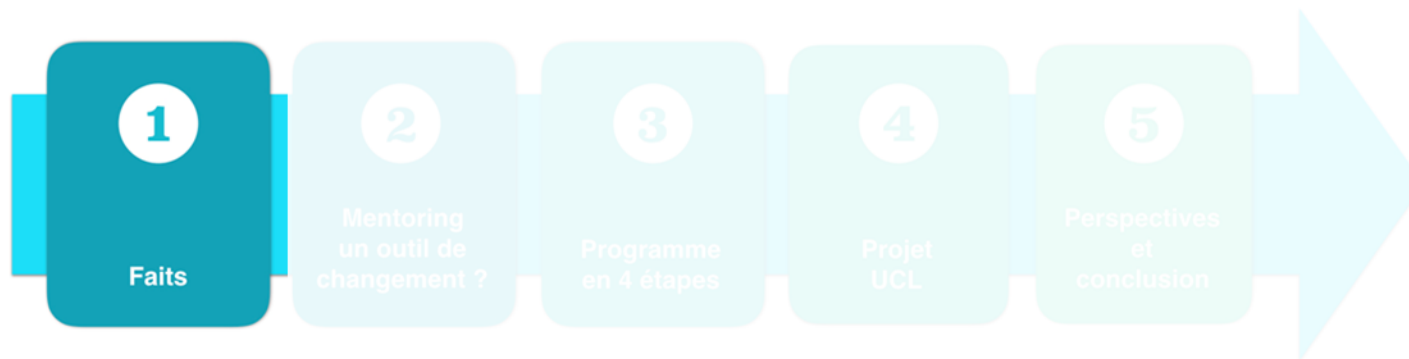 1
Faits
2
Mentoring
un outil de
changement ?
3
Programme
en 4 étapes
4
Projet
UCL
5
Perspectives
et
conclusion